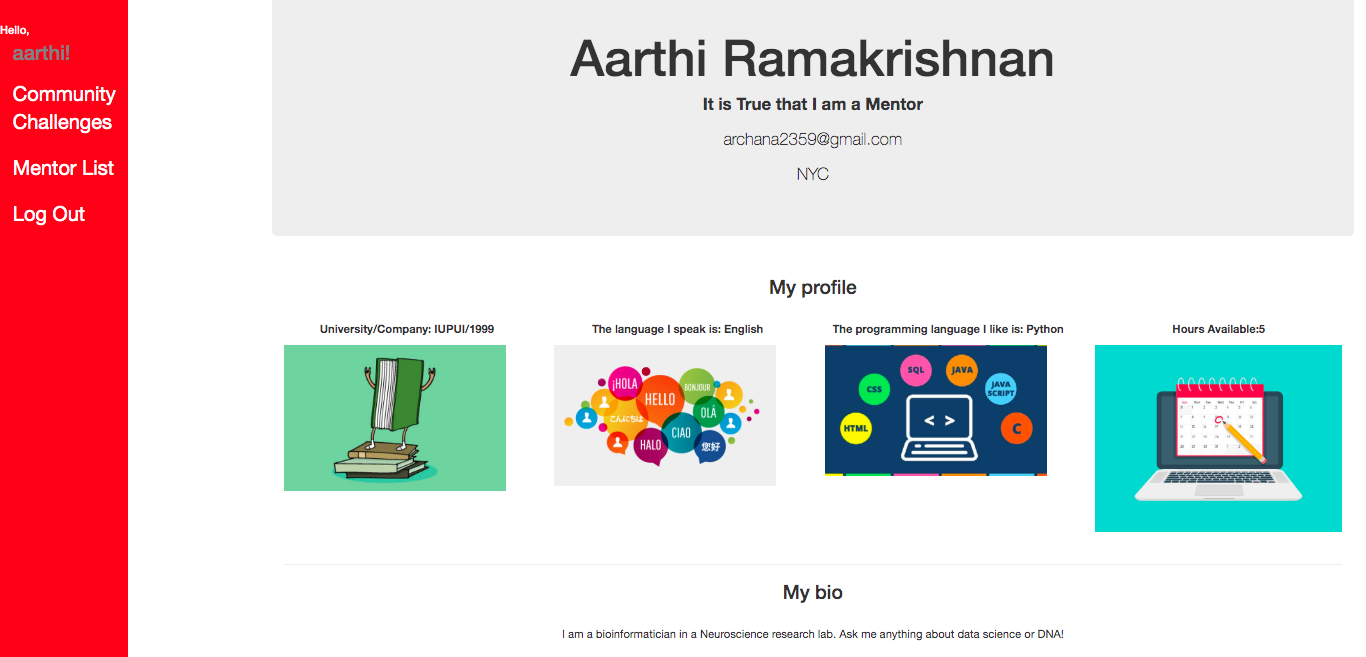 Hello,
aarthi!
Community
Challenges
Mentor List
Log Out
Aarthi Ramakrishnan
It is True that I am a Mentor
archana2359@gmail.com
NYC
My profile
University/Company: IUPUI/1999
The language I speak is: English
The programming language I like is: Python
Hours Available:5
¡HOLA
HELLO
BONJOUR
こんにちは
OLÁ
CIAO
HALO
您好
SQL
JAVA
CSS
JAVA
SCRIPT
HTML
C
My bio
I am a bioinformatician in a Neuroscience research lab. Ask me anything about data science or DNA!